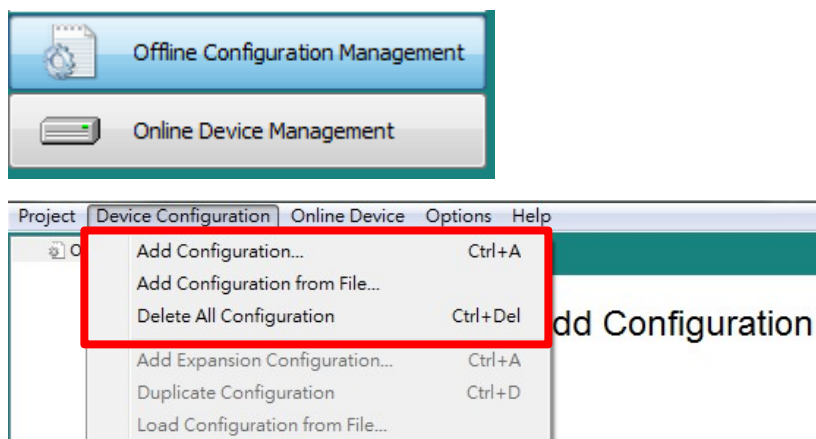 Offline Configuration Management
Online Device Management
Project Device Configuration Online Device Options Help
O
Add Configuration... Ctrl+A
Add Configuration from File...
Delete All Configuration Ctrl+Del
dd Configuration
Add Expansion Configuration... Ctrl+A
Duplicate Configuration Ctrl+D
Load Configuration from File...